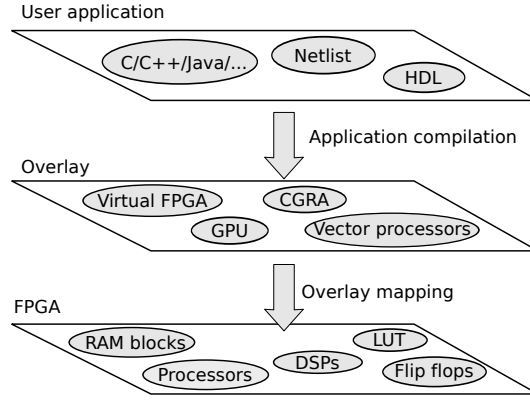 User application
C/C++/Java/...
Netlist
HDL
Application compilation
Overlay
Virtual FPGA
CGRA
GPU
Vector processors
Overlay mapping
FPGA
RAM blocks
LUT
DSPs
Processors
Flip flops